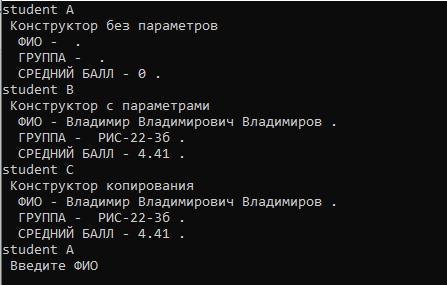 student A
Конструктор без параметров
ФИО - .
ГРУППА - .
СРЕДНИЙ БАЛЛ - 0 .
student B
Конструктор с параметрами
ФИО - Владимир Владимирович Владимиров .
ГРУППА - РИС-22-3б .
СРЕДНИЙ БАЛЛ - 4.41 .
student C
Конструктор копирования
ФИО - Владимир Владимирович Владимиров .
ГРУППА - РИС-22-3б .
СРЕДНИЙ БАЛЛ - 4.41 .
student A
Введите ФИО